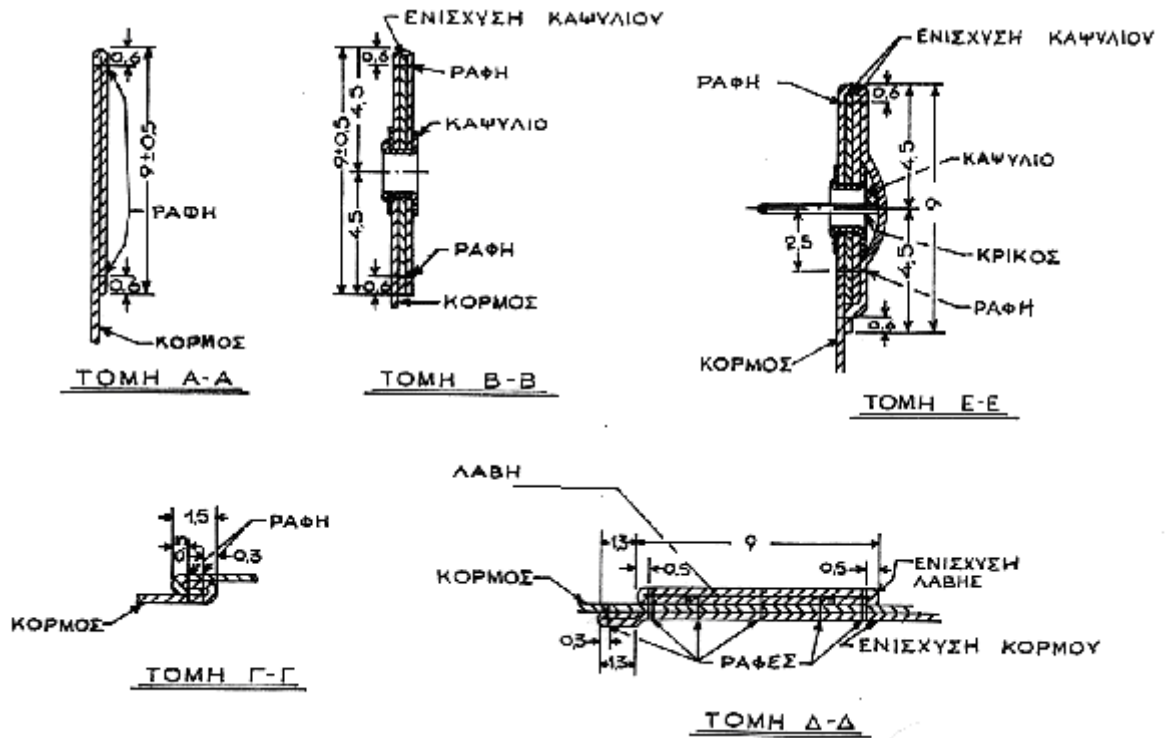 0,6
9±0,5
ΡΑΦΗ
0,6
ΚΟΡΜΟΣ
ΤΟΜΗ Α-Α
ΕΝΙΣΧΥΣΗ ΚΑΨΥΛΙΟΥ
0,6
ΡΑΦΗ
4,5
9±0,5
ΚΑΨΥΛΙΟ
4,5
ΡΑΦΗ
0,6
ΚΟΡΜΟΣ
ΤΟΜΗ Β-Β
ΕΝΙΣΧΥΣΗ ΚΑΨΥΛΙΟΥ
ΡΑΦΗ
0,6
4,5
ΚΑΨΥΛΙΟ
9
2,5
4,5
ΚΡΙΚΟΣ
ΡΑΦΗ
0,6
ΚΟΡΜΟΣ
ΤΟΜΗ Ε-Ε
1,5
ΡΑΦΗ
0,3
ΚΟΡΜΟΣ
ΤΟΜΗ Γ-Γ
ΛΑΒΗ
1,3
9
ΚΟΡΜΟΣ
0,5
0,5
ΕΝΙΣΧΥΣΗ
ΛΑΒΗΣ
0,3
1,3
ΡΑΦΕΣ
ΕΝΙΣΧΥΣΗ ΚΟΡΜΟΥ
ΤΟΜΗ Δ-Δ